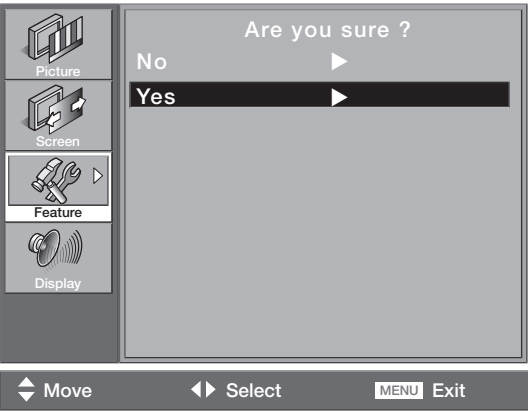 Picture
Screen
Feature
Display
Are you sure ?
No
Yes
Move Select MENU Exit